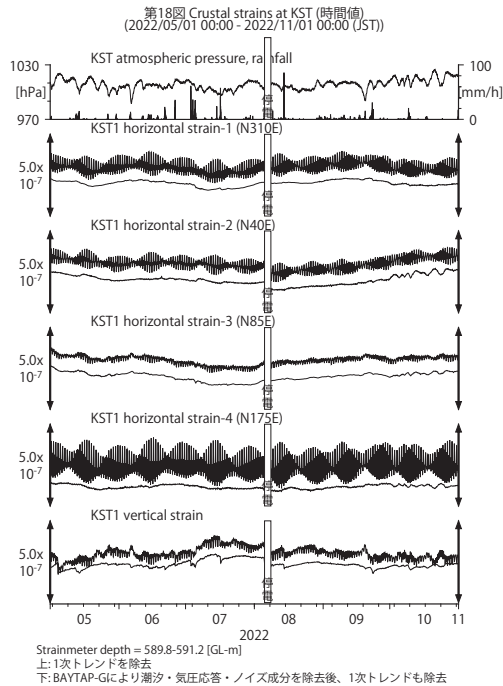 第18図 Crustal strains at KST (時間値)
(2022/05/01 00:00 - 2022/11/01 00:00 (JST))
KST atmospheric pressure, rainfall
1030
[hPa]
970
100
[mm/h]
0
停電
KST1 horizontal strain-1 (N310E)
5.0x
10-7
停電
KST1 horizontal strain-2 (N40E)
5.0x
10-7
停電
KST1 horizontal strain-3 (N85E)
5.0x
10-7
停電
KST1 horizontal strain-4 (N175E)
5.0x
10-7
停電
KST1 vertical strain
5.0x
10-7
停電
05 06 07 08 09 10 11
2022
Strainmeter depth = 589.8-591.2 [GL-m]
上: 1次トレンドを除去
下: BAYTAP-Gにより潮汐・気圧応答・ノイズ成分を除去後、1次トレンドも除去